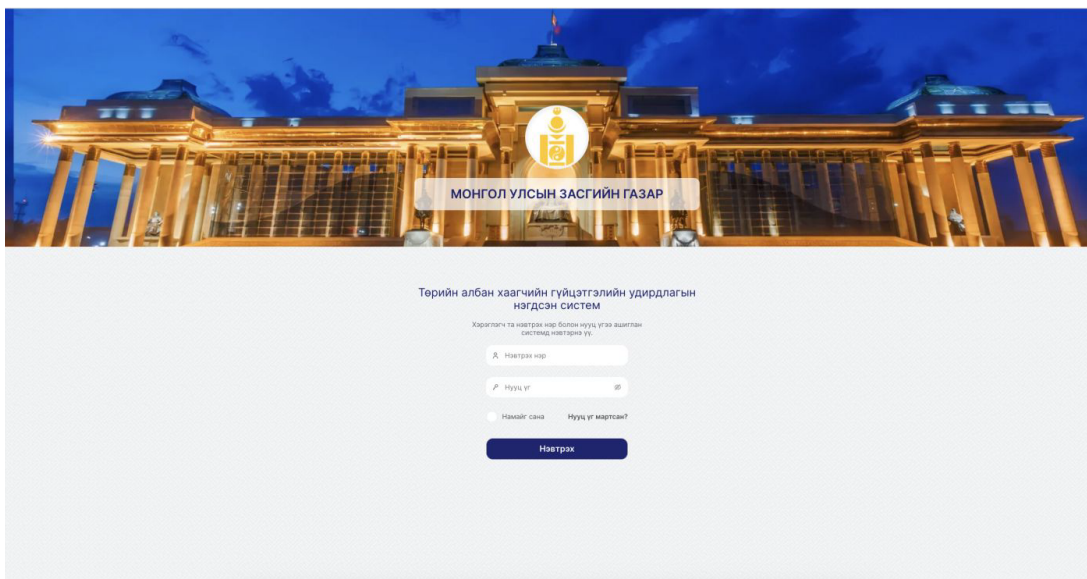 МОНГОЛ УЛСЫН ЗАСГИЙН ГАЗАР
Төрийн албан хаагчийн гүйцэтгэлийн удирдлагын
нэгдсэн систем
Хэрэглэгч та нэвтрэх нэр болон нууц үгээ ашиглан
системд нэвтэрнэ үү.
Нэвтрэх нэр
Нууц үг
Намайг сана Нууц үг мартсан?
Нэвтрэх